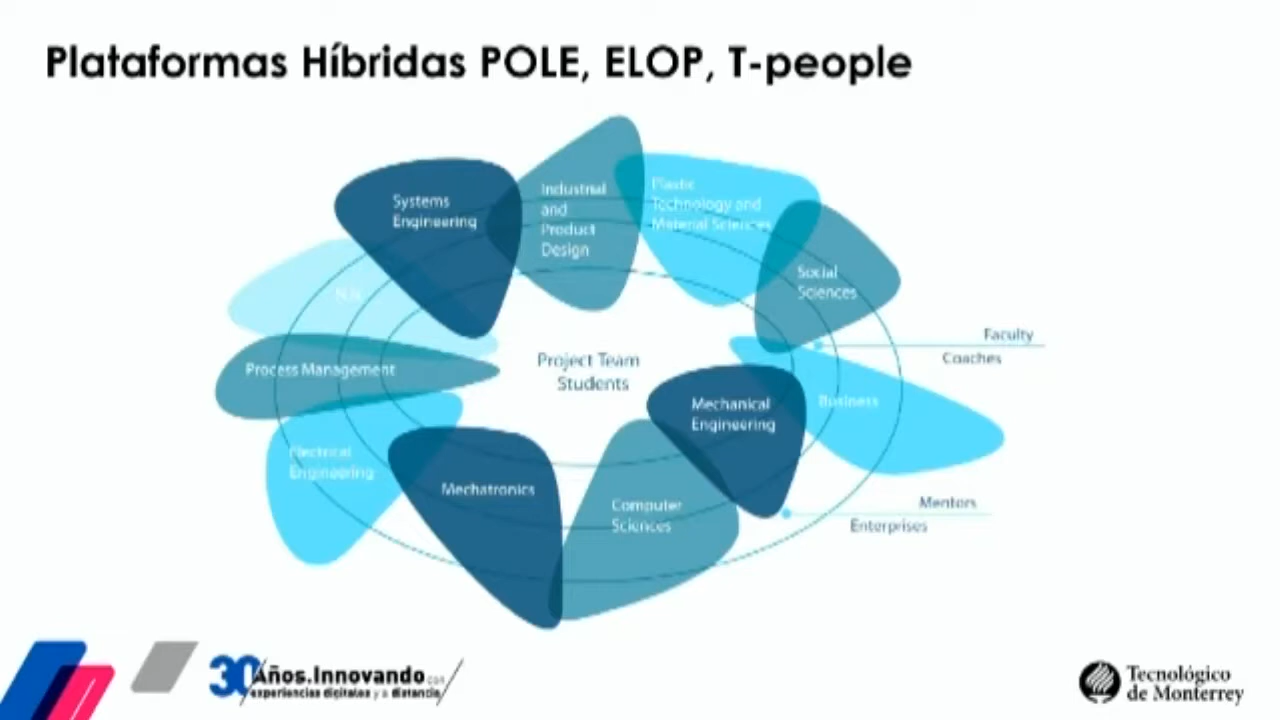 Plataformas Híbridas POLE, ELOP, T-people
Systems
Engineering
Industrial
and
Product
Design
Plastic
Technology and
Material Sciences
Social
Sciences
Faculty
Coaches
Process Management
Project Team
Students
Mechanical
Engineering
Business
Electrical
Engineering
Mechatronics
Computer
Sciences
Mentors
Enterprises
30 Años.Innovando con
experiencias digitales y a distancia
Tecnológico
de Monterrey